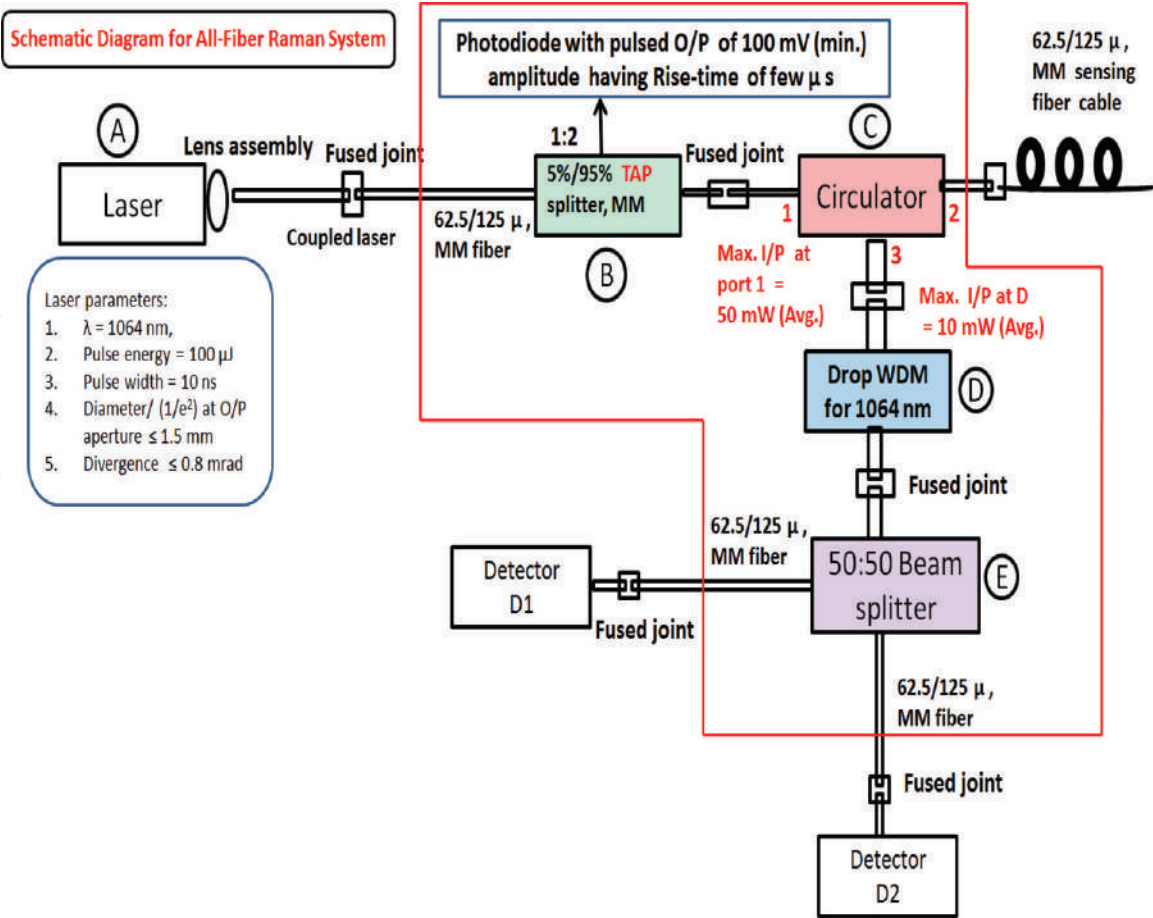 Schematic Diagram for All-Fiber Raman System
Photodiode with pulsed O/P of 100 mV (min.)
amplitude having Rise-time of few μ s
62.5/125 μ ,
MM sensing
fiber cable
A
Lens assembly
Fused joint
1:2
Fused joint
C
Laser
5%/95% TAP
splitter, MM
Circulator
1
2
3
Coupled laser
62.5/125 μ ,
MM fiber
B
Max. I/P at
port 1 =
50 mW (Avg.)
Max. I/P at D
= 10 mW (Avg.)
Laser parameters:
1. λ = 1064 nm,
2. Pulse energy = 100 μJ
3. Pulse width = 10 ns
4. Diameter/ (1/e²) at O/P
aperture ≤ 1.5 mm
5. Divergence ≤ 0.8 mrad
Drop WDM
for 1064 nm
D
Fused joint
62.5/125 μ ,
MM fiber
Detector
D1
Fused joint
50:50 Beam
splitter
E
62.5/125 μ ,
MM fiber
Fused joint
Detector
D2